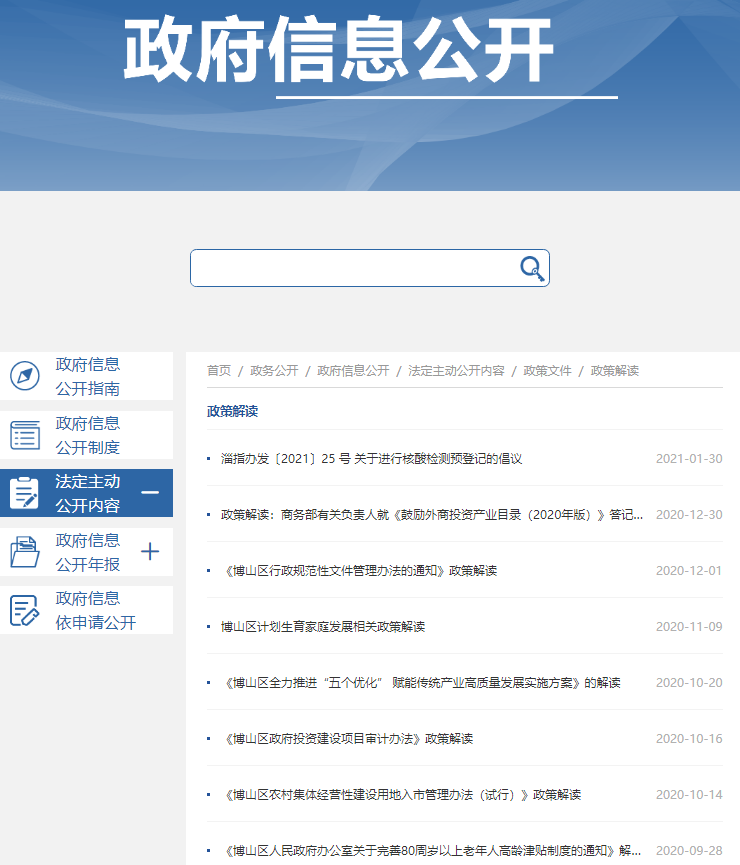 政府信息公开
政府信息
公开指南
政府信息
公开制度
法定主动
公开内容
政府信息
公开年报
政府信息
依申请公开
首页 / 政务公开 / 政府信息公开 / 法定主动公开内容 / 政策文件 / 政策解读
政策解读
淄指办发〔2021〕25 号 关于进行核酸检测预登记的倡议 2021-01-30
政策解读：商务部有关负责人就《鼓励外商投资产业目录（2020年版）》答记... 2020-12-30
《博山区行政规范性文件管理办法的通知》政策解读 2020-12-01
博山区计划生育家庭发展相关政策解读 2020-11-09
《博山区全力推进“五个优化” 赋能传统产业高质量发展实施方案》的解读 2020-10-20
《博山区政府投资建设项目审计办法》政策解读 2020-10-16
《博山区农村集体经营性建设用地入市管理办法（试行）》政策解读 2020-10-14
《博山区人民政府办公室关于完善80周岁以上老年人高龄津贴制度的通知》解... 2020-09-28